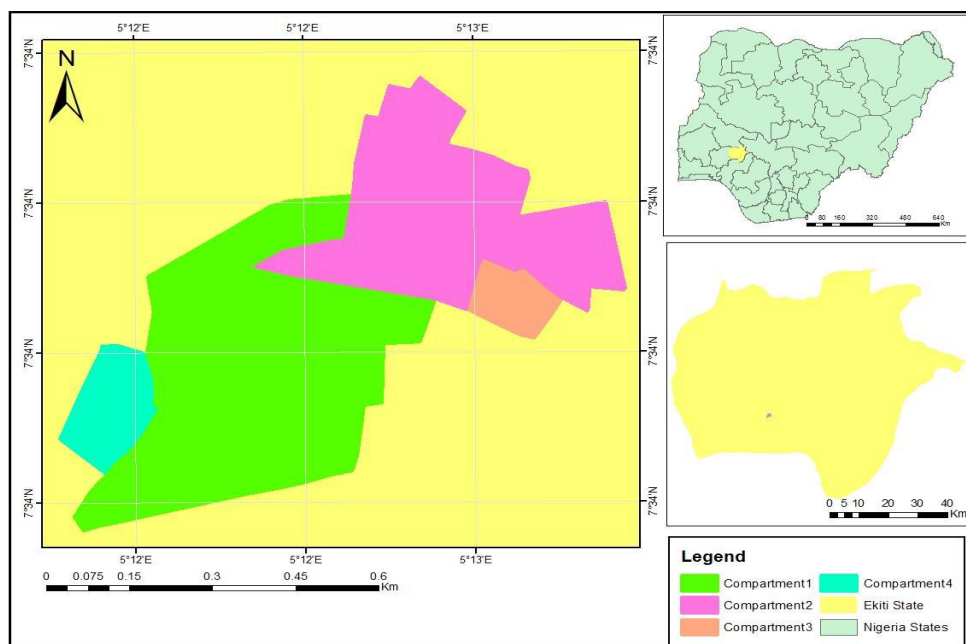 5°12'E 5°12'E 5°13'E
N
7°34'N 7°34'N
7°34'N 7°34'N
7°34'N 7°34'N
7°34'N 7°34'N
5°12'E 5°12'E 5°13'E
0 0.075 0.15 0.3 0.45 0.6
Km
0 80 160 320 480 640
Km
0 5 10 20 30 40
Km
Legend
Compartment1 Compartment4
Compartment2 Ekiti State
Compartment3 Nigeria States